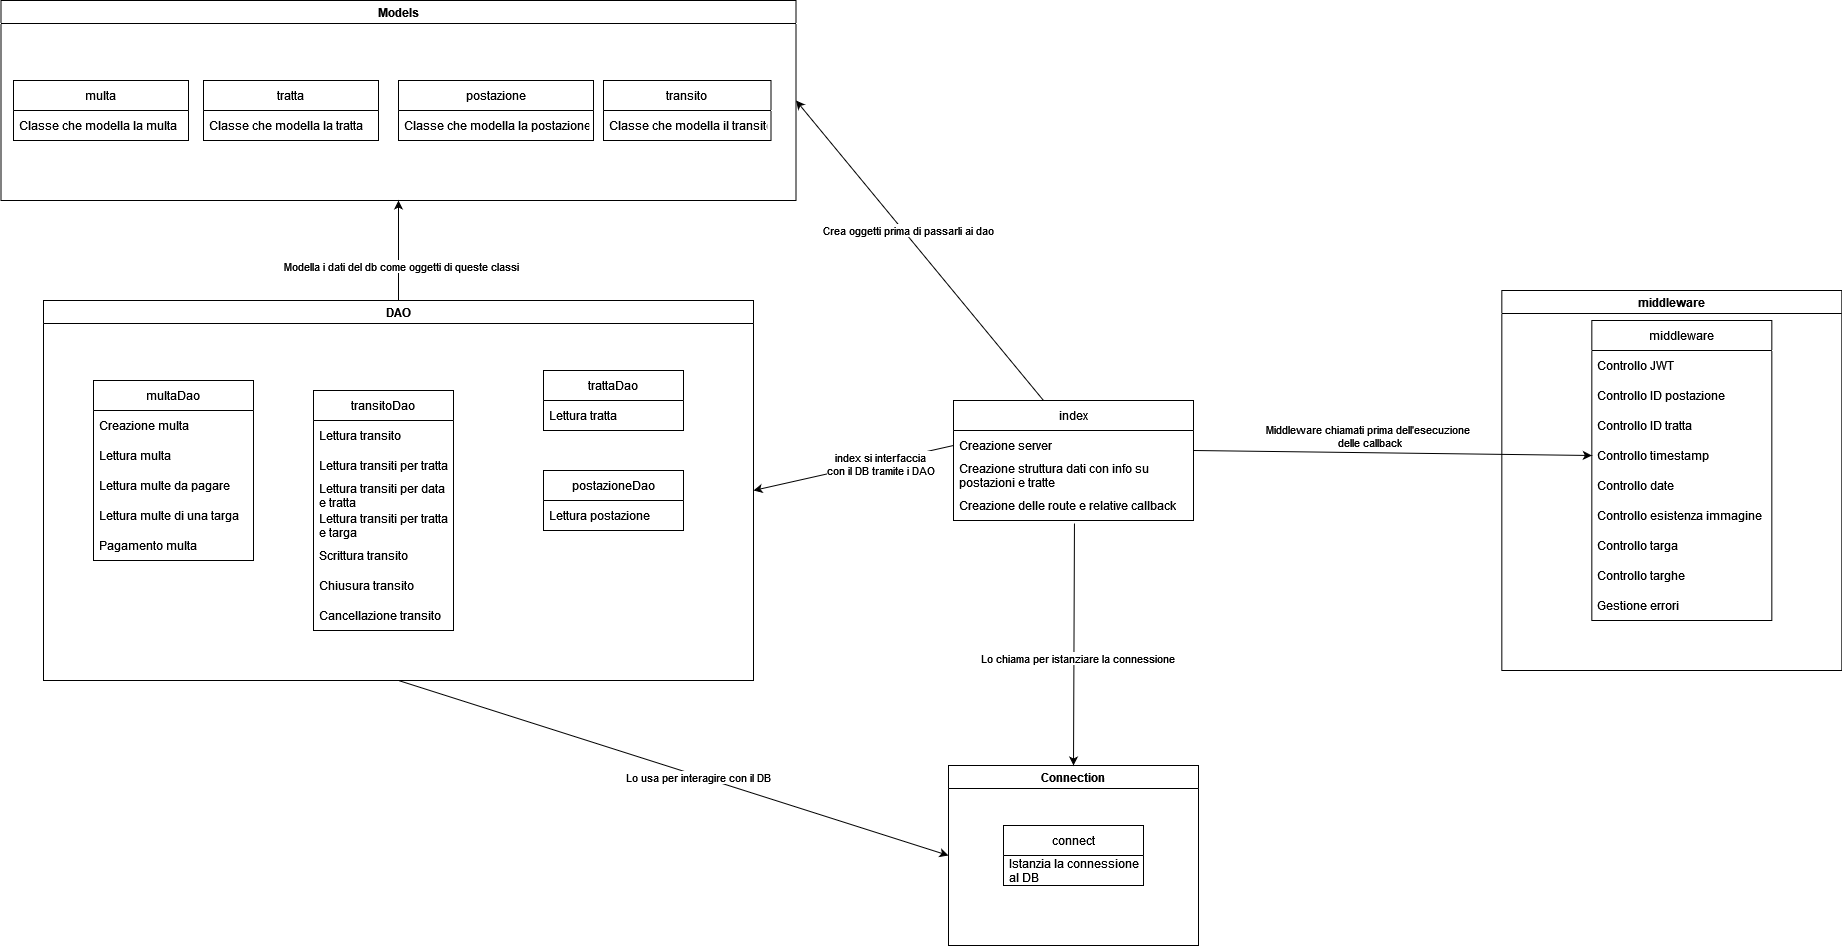 Models
multa
Classe che modella la multa
tratta
Classe che modella la tratta
postazione
Classe che modella la postazione
transito
Classe che modella il transit
Crea oggetti prima di passarli ai dao
Modella i dati del db come oggetti di queste classi
DAO
multaDao
Creazione multa
Lettura multa
Lettura multe da pagare
Lettura multe di una targa
Pagamento multa
transitoDao
Lettura transito
Lettura transiti per tratta
Lettura transiti per data
e tratta
Lettura transiti per tratta
e targa
Scrittura transito
Chiusura transito
Cancellazione transito
trattaDao
Lettura tratta
postazioneDao
Lettura postazione
index si interfaccia
con il DB tramite i DAO
index
Creazione server
Creazione struttura dati con info su
postazioni e tratte
Creazione delle route e relative callback
Middleware chiamati prima dell'esecuzione
delle callback
middleware
middleware
Controllo JWT
Controllo ID postazione
Controllo ID tratta
Controllo timestamp
Controllo date
Controllo esistenza immagine
Controllo targa
Controllo targhe
Gestione errori
Lo chiama per istanziare la connessione
Lo usa per interagire con il DB
Connection
connect
Istanzia la connessione
al DB